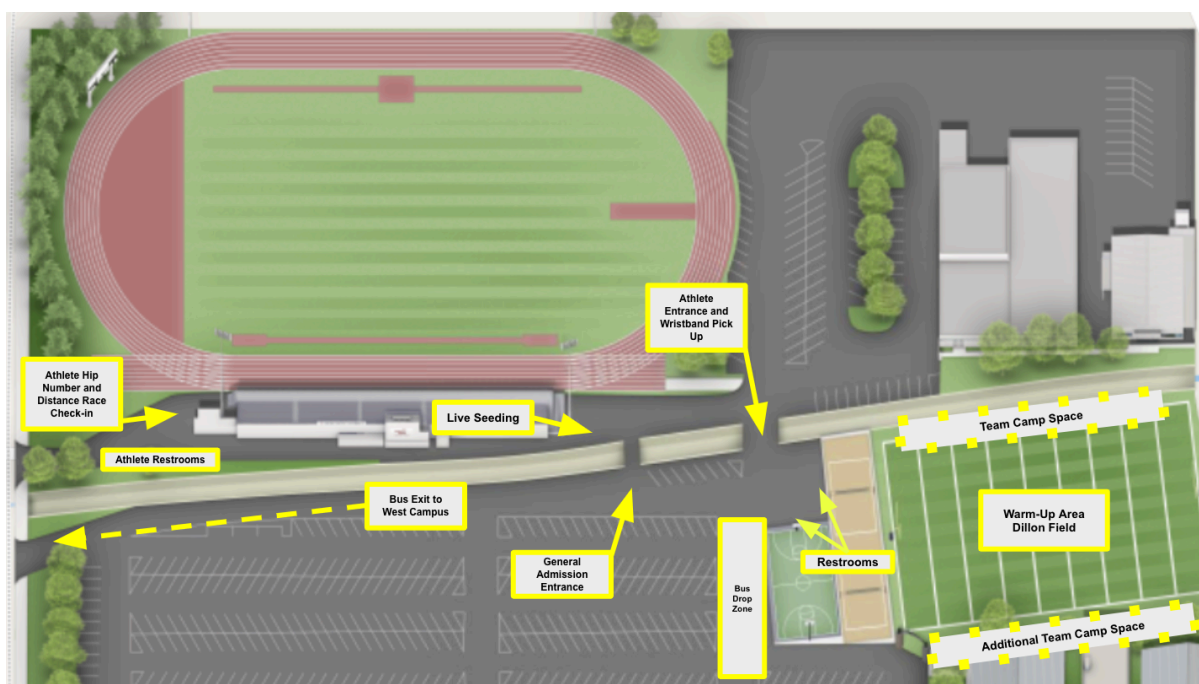 Athlete
Entrance and
Wristband Pick
Up
Athlete Hip
Number and
Distance Race
Check-in
Live Seeding
Team Camp Space
Athlete Restrooms
Bus Exit to
West Campus
Warm-Up Area
Dillon Field
General
Admission
Entrance
Restrooms
Bus
Drop
Zone
Additional Team Camp Space